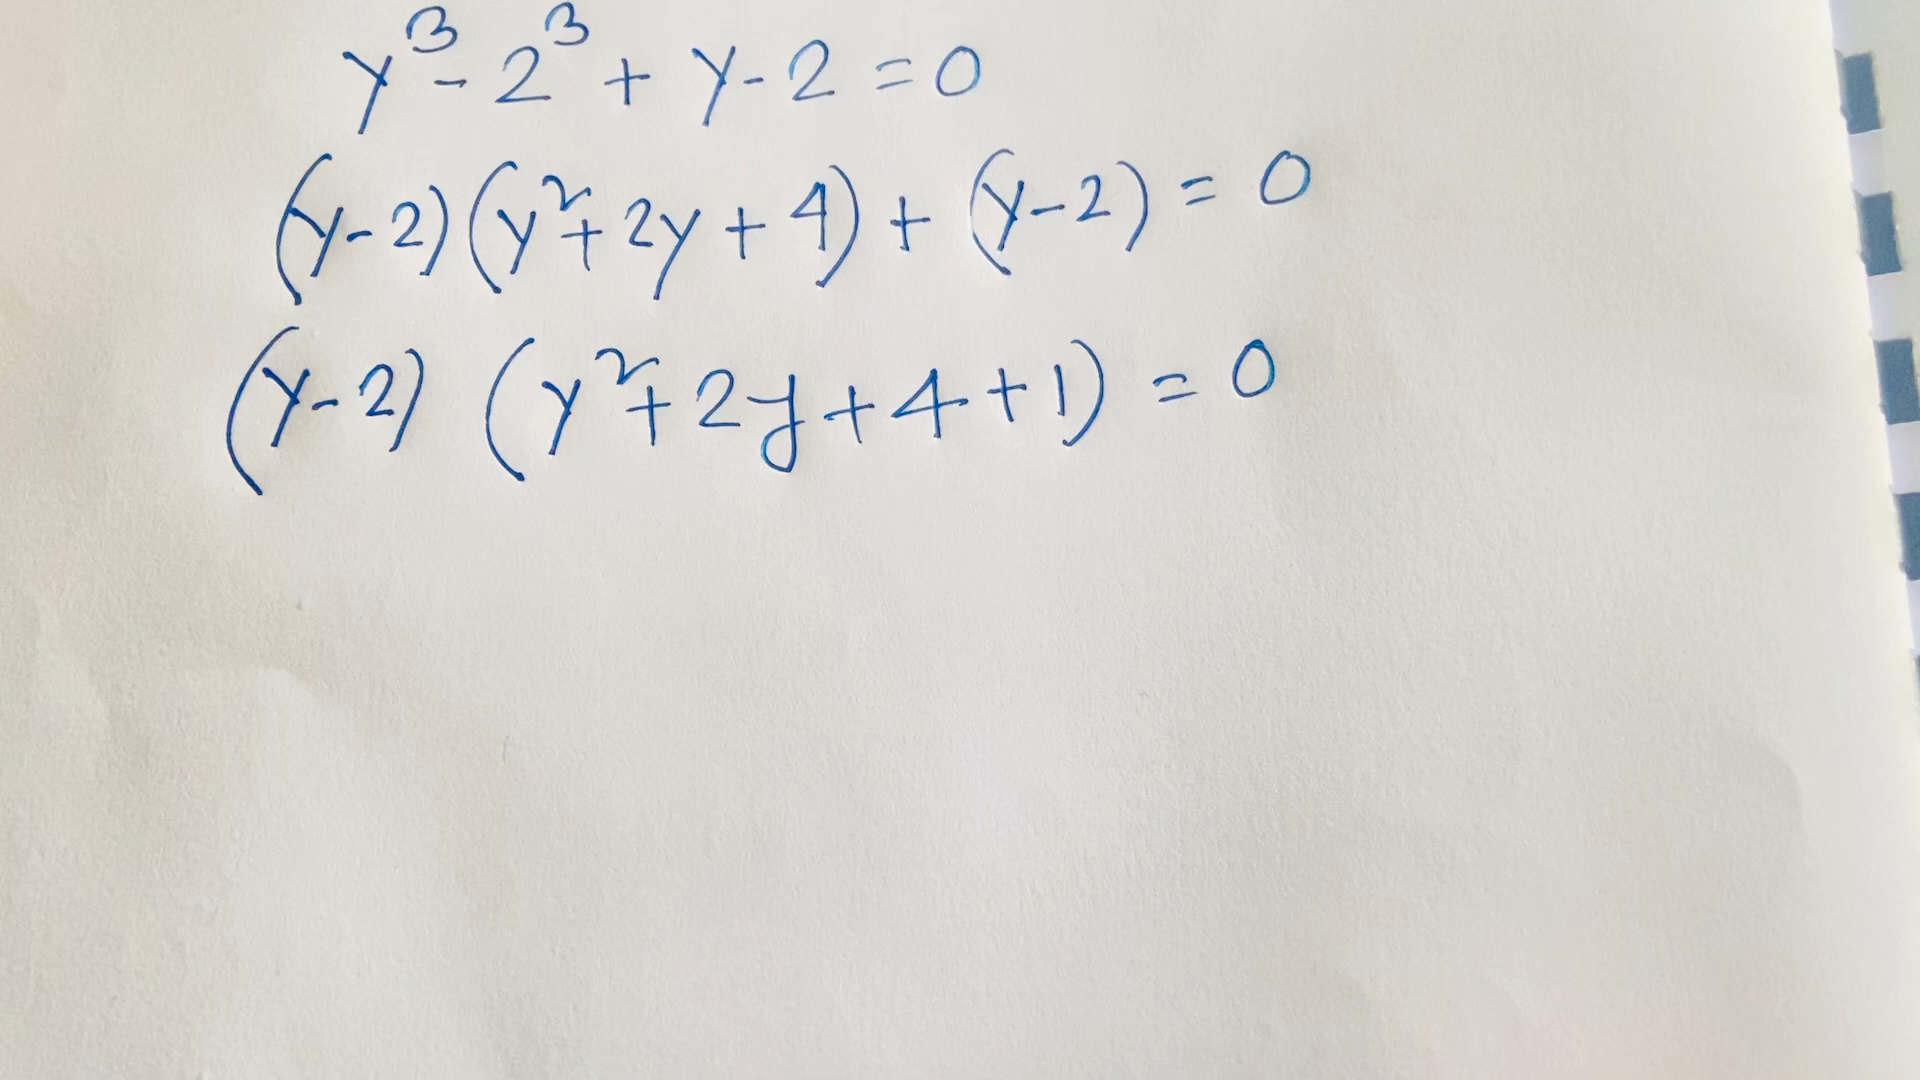 y³ - 2³ + y - 2 = 0
(y-2)(y²+2y+4) + (y-2) = 0
(y-2) (y²+2y+4+1) = 0